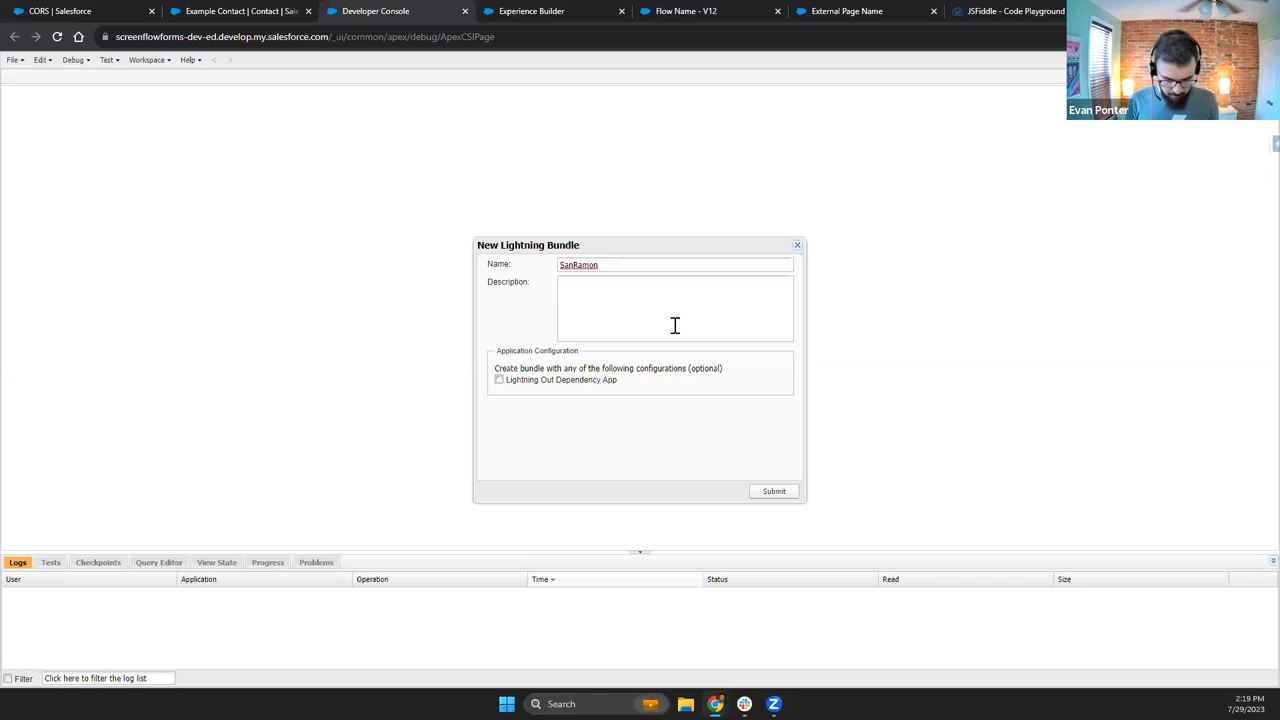 CORS | Salesforce
Example Contact | Contact | Sale
Developer Console
Experience Builder
Flow Name - V12
External Page Name
JSFiddle - Code Playground
screenflowforms-dev-ed.develop.my.salesforce.com/_ui/common/apex/debug/ApexCSIPage
File Edit Debug Test Workspace Help < >
Evan Ponter
New Lightning Bundle
Name: SanRamon
Description:
Application Configuration
Create bundle with any of the following configurations (optional)
Lightning Out Dependency App
Submit
Logs Tests Checkpoints Query Editor View State Progress Problems
User Application Operation Time Status Read Size
Filter Click here to filter the log list
Search
2:19 PM
7/29/2023